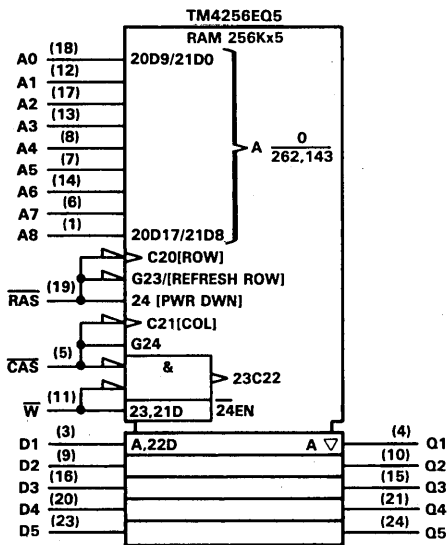 TM4256EQ5
RAM 256Kx5
A0 (18) 20D9/21D0
A1 (12)
A2 (17)
A3 (13)
A4 (8) A 0
262,143
A5 (7)
A6 (14)
A7 (6)
A8 (1) 20D17/21D8
C20[ROW]
G23/[REFRESH ROW]
RAS (19) 24 [PWR DWN]
C21[COL]
G24
CAS (5) & 23C22
W (11) 23,21D 24EN
D1 (3) A,22D A ▽ (4) Q1
D2 (9) (10) Q2
D3 (16) (15) Q3
D4 (20) (21) Q4
D5 (23) (24) Q5